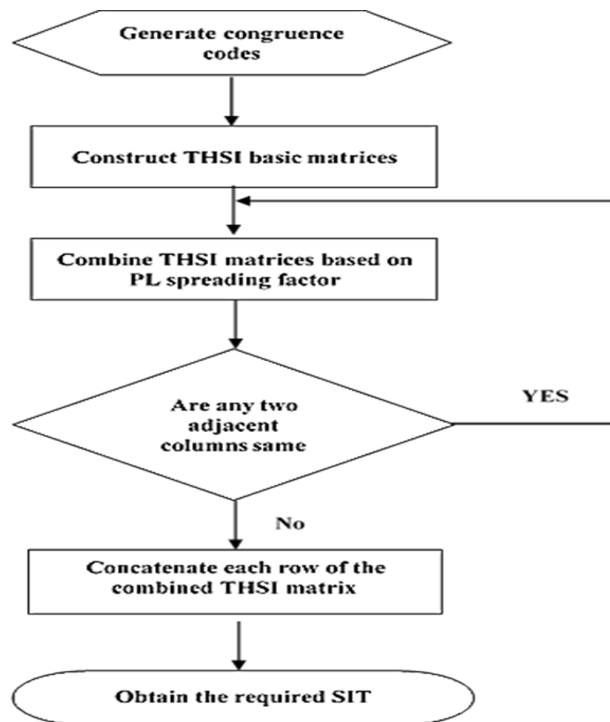 Generate congruence
codes
Construct THSI basic matrices
Combine THSI matrices based on
PL spreading factor
Are any two
adjacent
columns same
YES
No
Concatenate each row of the
combined THSI matrix
Obtain the required SIT